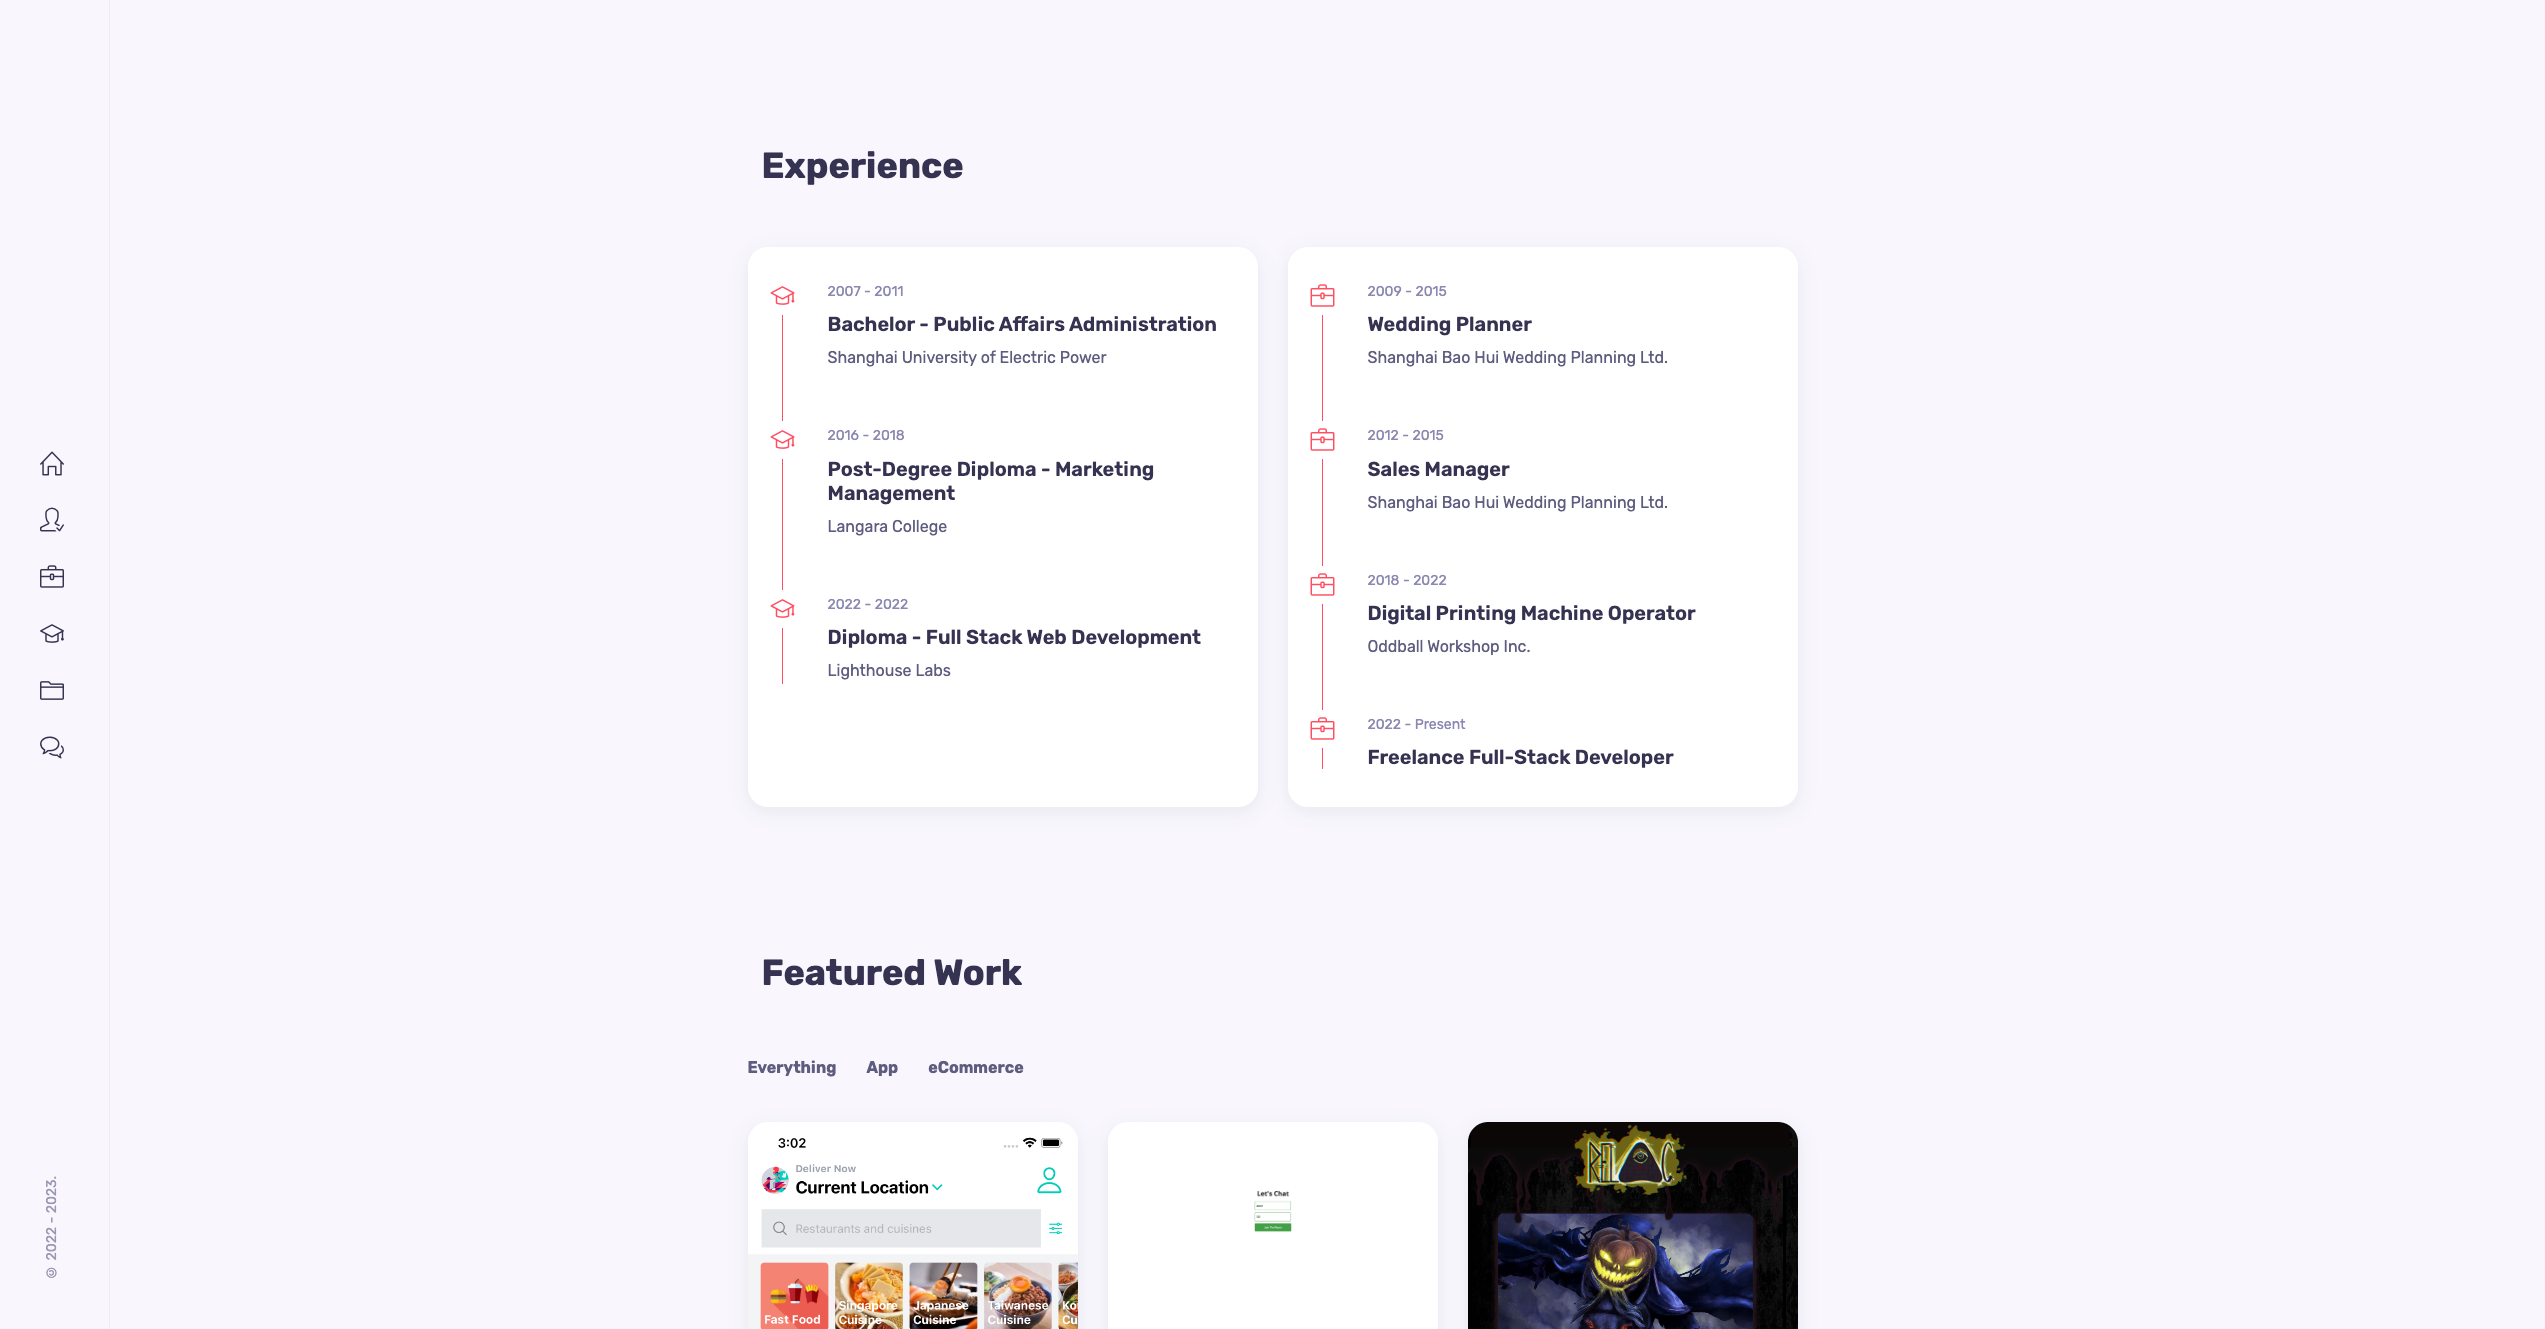 Experience
2007 - 2011
Bachelor - Public Affairs Administration
Shanghai University of Electric Power
2016 - 2018
Post-Degree Diploma - Marketing
Management
Langara College
2022 - 2022
Diploma - Full Stack Web Development
Lighthouse Labs
2009 - 2015
Wedding Planner
Shanghai Bao Hui Wedding Planning Ltd.
2012 - 2015
Sales Manager
Shanghai Bao Hui Wedding Planning Ltd.
2018 - 2022
Digital Printing Machine Operator
Oddball Workshop Inc.
2022 - Present
Freelance Full-Stack Developer
Featured Work
Everything App eCommerce
3:02
Deliver Now
Current Location
Restaurants and cuisines
Fast Food
Singapore
Cuisine
Japanese
Cuisine
Taiwanese
Cuisine
Let's Chat
© 2022 - 2023.